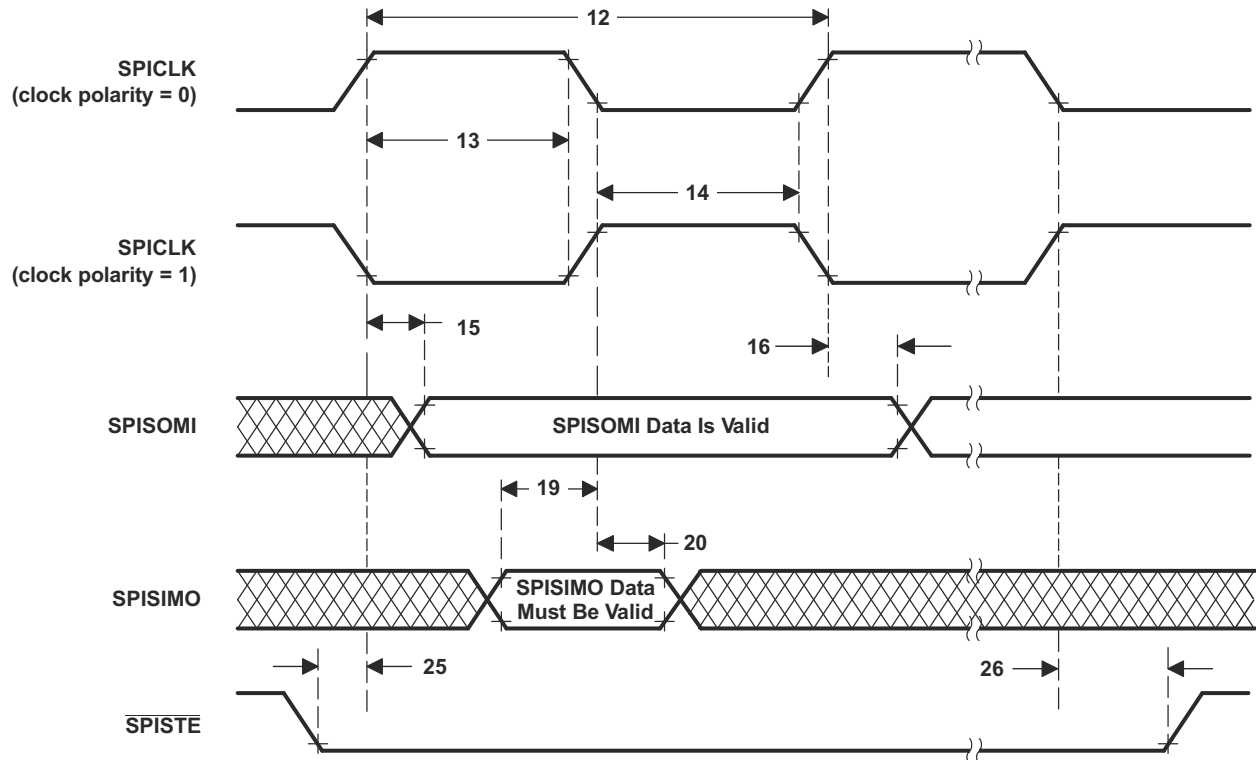 12
SPICLK
(clock polarity = 0)
13
14
SPICLK
(clock polarity = 1)
15
16
SPISOMI
SPISOMI Data Is Valid
19
20
SPISIMO
SPISIMO Data
Must Be Valid
25
26
SPISTE